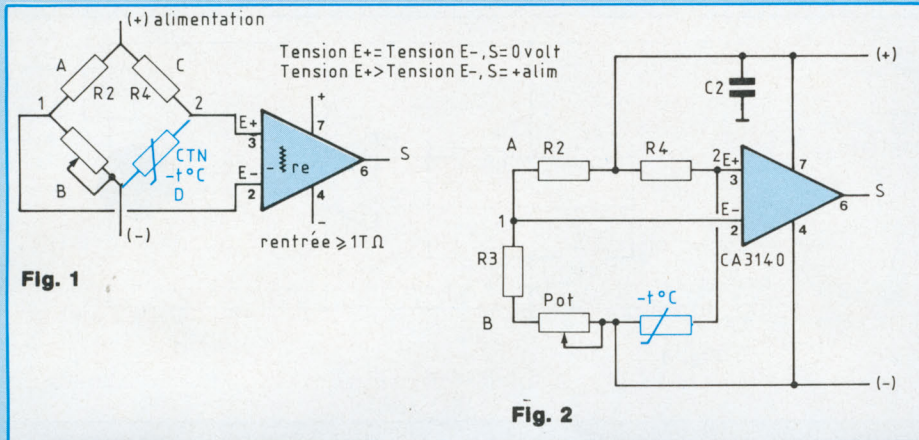 (+) alimentation
A
C
R2
R4
1
2
B
CTN
-t°C
D
(-)
E+
3
E-
2
- re
+
7
6
S
4
-
rentrée ⩾ 1TΩ
Fig. 1
Tension E+=Tension E-, S=0 volt
Tension E+>Tension E-, S=+alim
(+)
C2
A
R2
R4
2
E+
3
7
6
S
E-
2
4
CA3140
1
R3
Pot
B
-t°C
(-)
Fig. 2